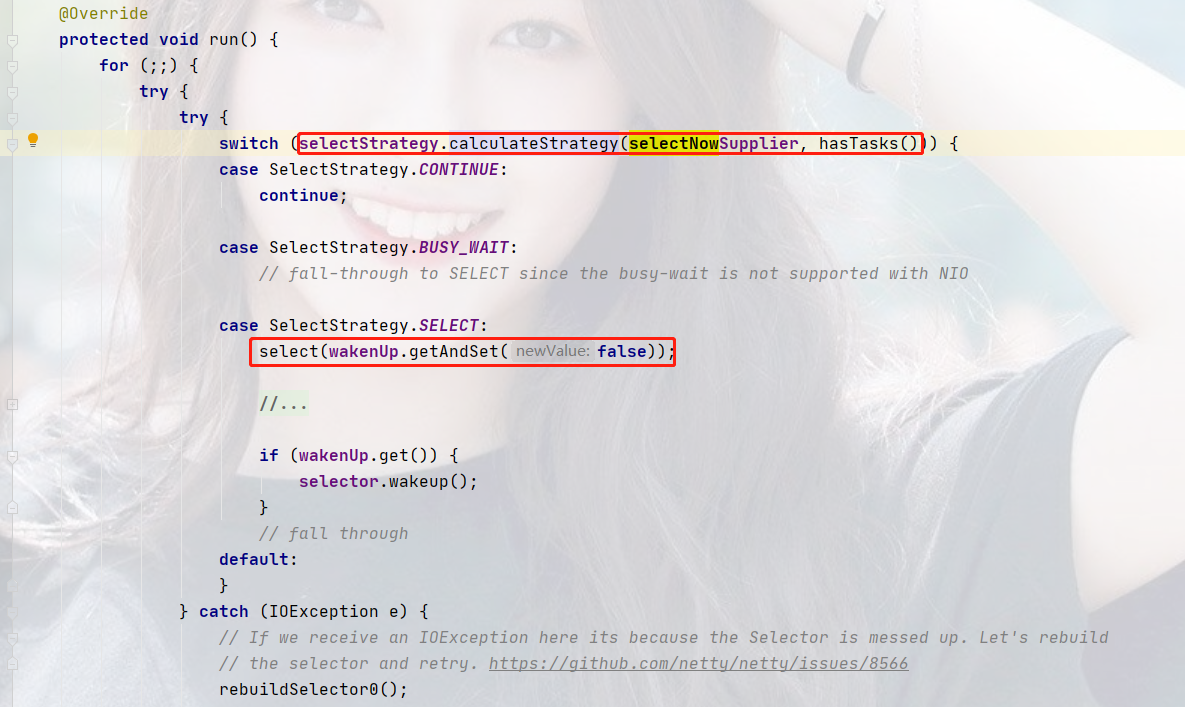 @Override
protected void run() {
for (;;) {
try {
try {
switch (selectStrategy.calculateStrategy(selectNowSupplier, hasTasks())) {
case SelectStrategy.CONTINUE:
continue;
case SelectStrategy.BUSY_WAIT:
// fall-through to SELECT since the busy-wait is not supported with NIO
case SelectStrategy.SELECT:
select(wakenUp.getAndSet( newValue: false));
//...
if (wakenUp.get()) {
selector.wakeup();
}
// fall through
default:
}
} catch (IOException e) {
// If we receive an IOException here its because the Selector is messed up. Let's rebuild
// the selector and retry. https://github.com/netty/netty/issues/8566
rebuildSelector0();